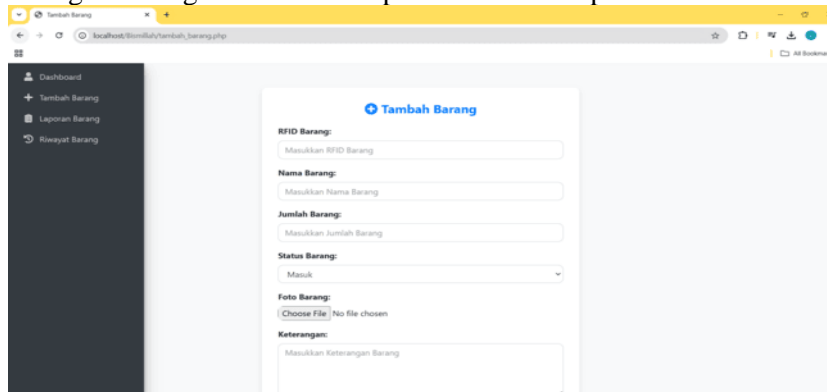 Tambah Barang
localhost/Bismillah/tambah_barang.php
All Bookmar
Dashboard
Tambah Barang
Laporan Barang
Riwayat Barang
Tambah Barang
RFID Barang:
Masukkan RFID Barang
Nama Barang:
Masukkan Nama Barang
Jumlah Barang:
Masukkan Jumlah Barang
Status Barang:
Masuk
Foto Barang:
Choose File No file chosen
Keterangan:
Masukkan Keterangan Barang